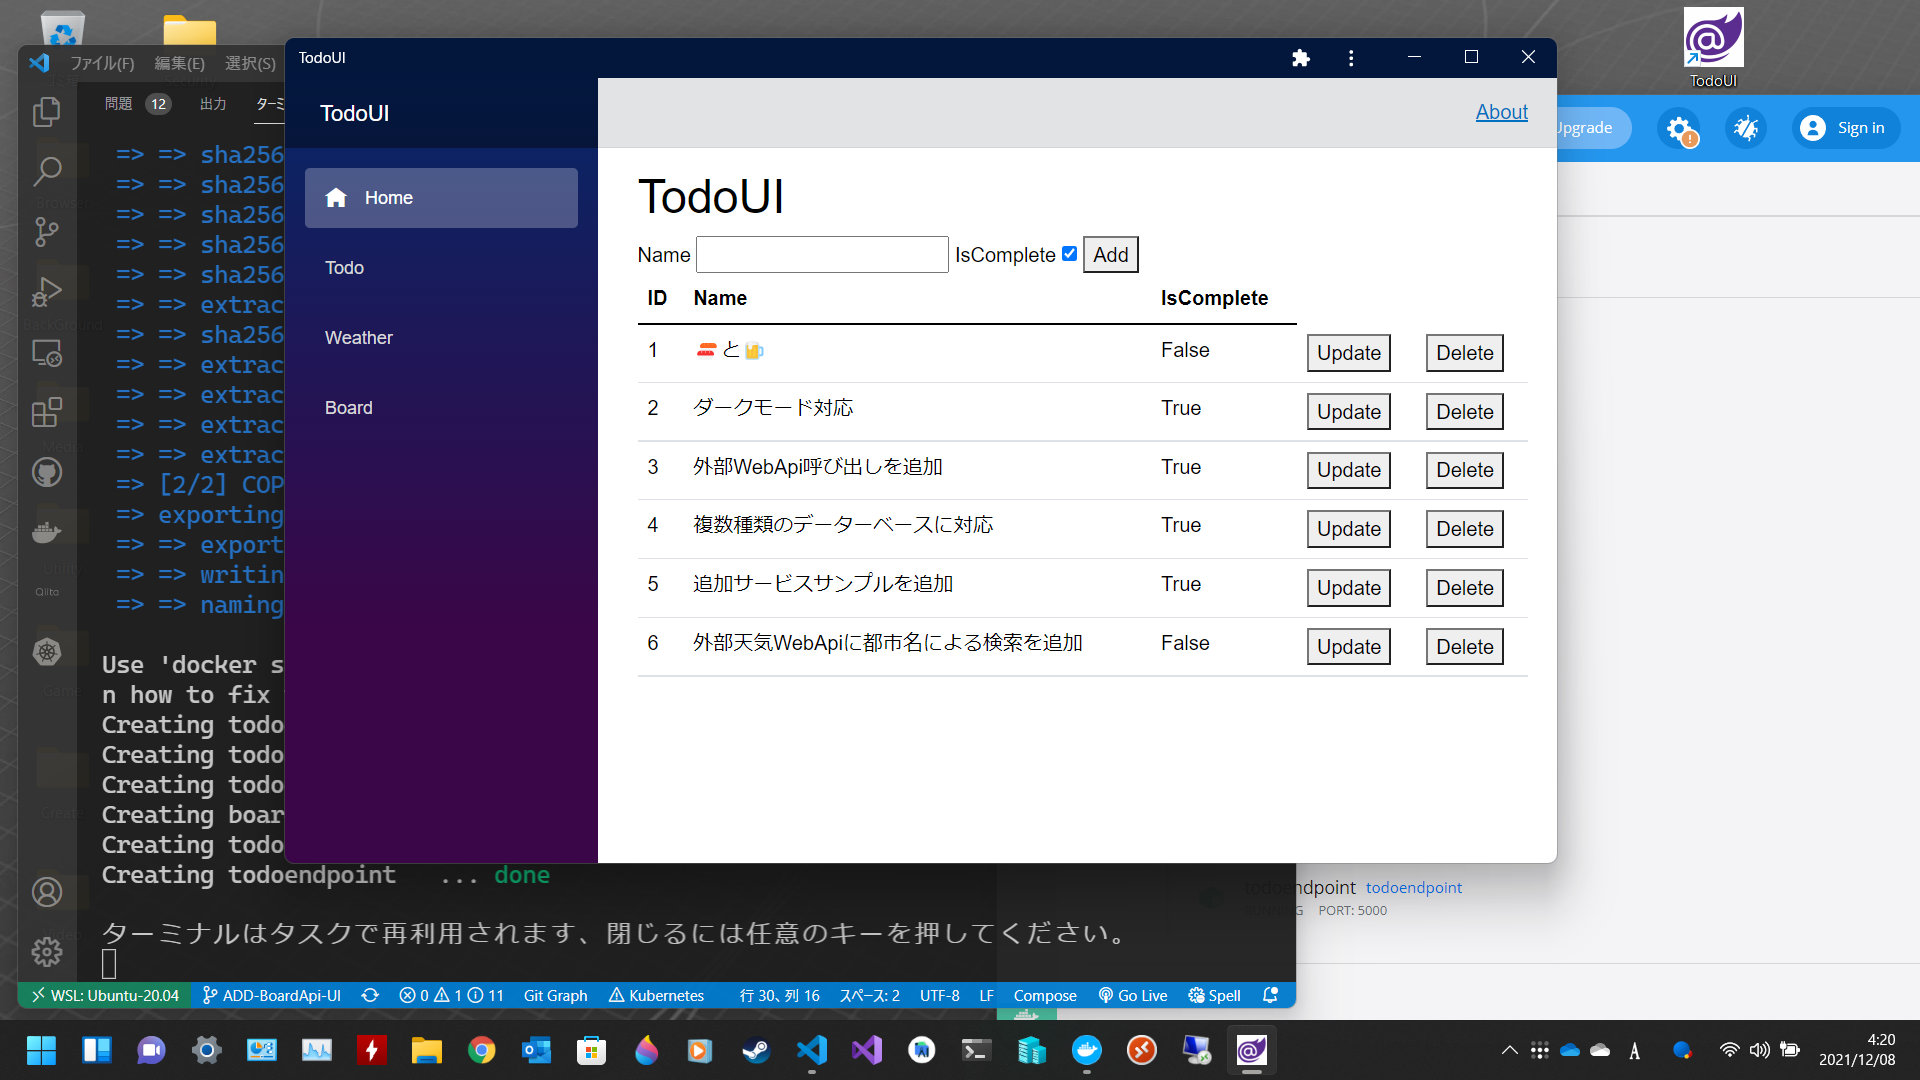 TodoUI
ファイル(F) 編集(E) 選択(S)
TodoUI
問題 12 出力
TodoUI
About
Upgrade
Sign in
=> => sha256
=> => sha256
=> => sha256
=> => sha256
=> => sha256
=> => extrac
=> => sha256
=> => extrac
=> => extrac
=> => extrac
=> => extrac
=> [2/2] COP
=> exporting
=> => export
=> => writin
=> => naming
Use 'docker s
n how to fix
Creating todo
Creating todo
Creating todo
Creating boar
Creating todo
Creating todoendpoint ... done
ターミナルはタスクで再利用されます、閉じるには任意のキーを押してください。
Qiita
Home
Todo
Weather
Board
TodoUI
Name IsComplete Add
ID Name IsComplete
1 🌭と🍺 False Update Delete
2 ダークモード対応 True Update Delete
3 外部WebApi呼び出しを追加 True Update Delete
4 複数種類のデーターベースに対応 True Update Delete
5 追加サービスサンプルを追加 True Update Delete
6 外部天気WebApiに都市名による検索を追加 False Update Delete
todoendpoint todoendpoint
RUNNING PORT: 5000
WSL: Ubuntu-20.04 ADD-BoardApi-UI 0 1 11 Git Graph Kubernetes 行 30、列 16 スペース: 2 UTF-8 LF Compose Go Live Spell
A
4:20
2021/12/08